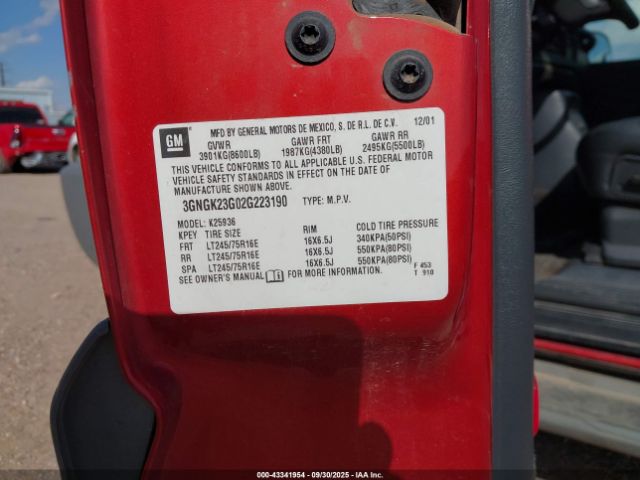 GM
MFD BY GENERAL MOTORS DE MEXICO, S. DE R.L. DE C.V. 12/01
GVWR GAWR FRT GAWR RR
3901KG(8600LB) 1987KG(4380LB) 2495KG(5500LB)
THIS VEHICLE CONFORMS TO ALL APPLICABLE U.S. FEDERAL MOTOR
VEHICLE SAFETY STANDARDS IN EFFECT ON THE DATE OF
MANUFACTURE SHOWN ABOVE.
3GNGK23G02G223190 TYPE: M.P.V.
MODEL: K25936
KPEY TIRE SIZE RIM COLD TIRE PRESSURE
FRT LT245/75R16E 16X6.5J 340KPA(50PSI)
RR LT245/75R16E 16X6.5J 550KPA(80PSI)
SPA LT245/75R16E 16X6.5J 550KPA(80PSI)
SEE OWNER'S MANUAL FOR MORE INFORMATION. F 453
T 910
000-43341954 - 09/30/2025 - IAAI.COM